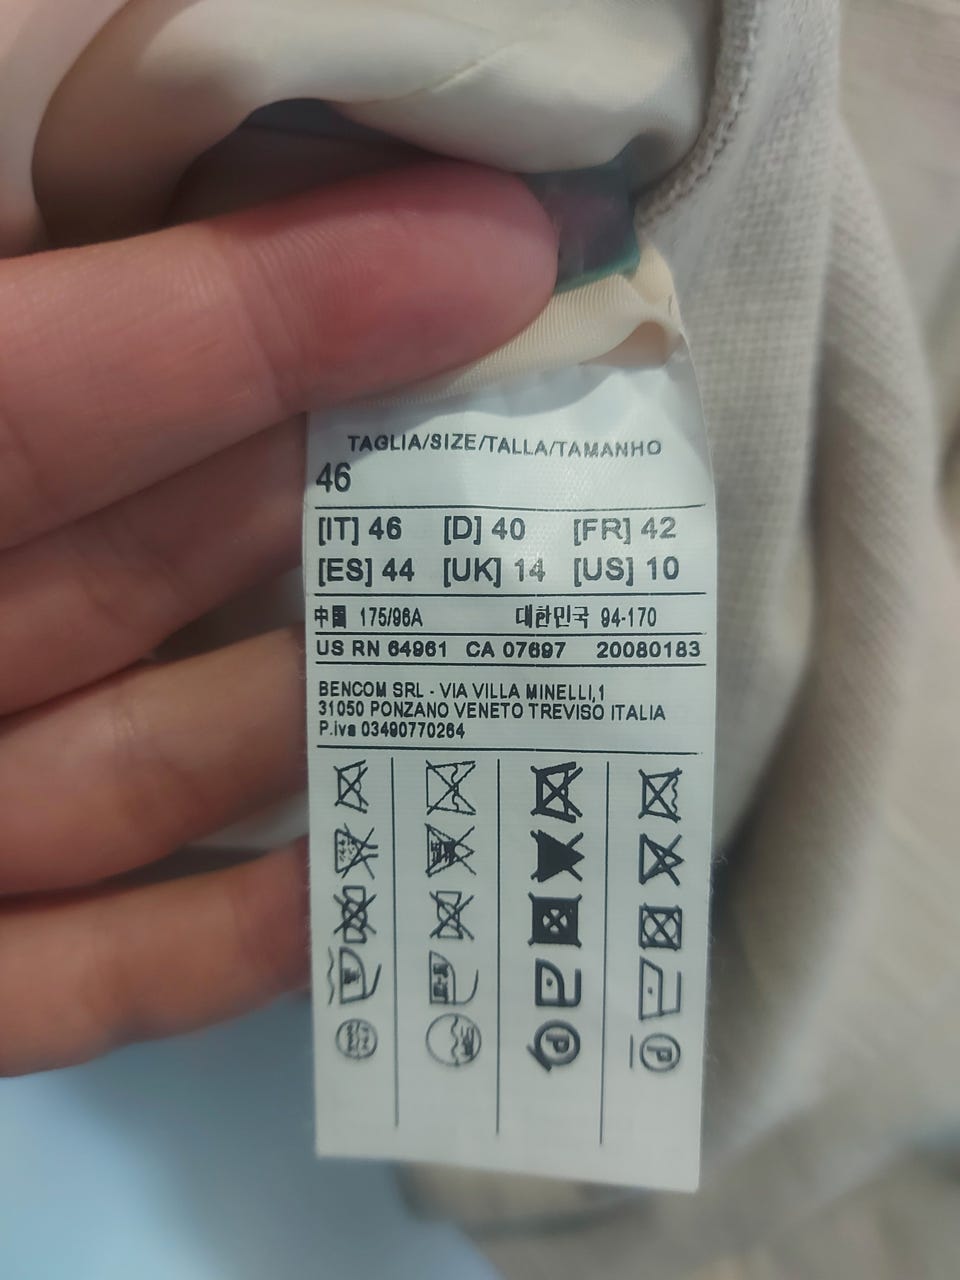 TAGLIA/SIZE/TALLA/TAMANHO
46
[IT] 46 [D] 40 [FR] 42
[ES] 44 [UK] 14 [US] 10
中国 175/96A 대한민국 94-170
US RN 64961 CA 07697 20080183
BENCOM SRL - VIA VILLA MINELLI,1
31050 PONZANO VENETO TREVISO ITALIA
P.iva 03490770264
P P